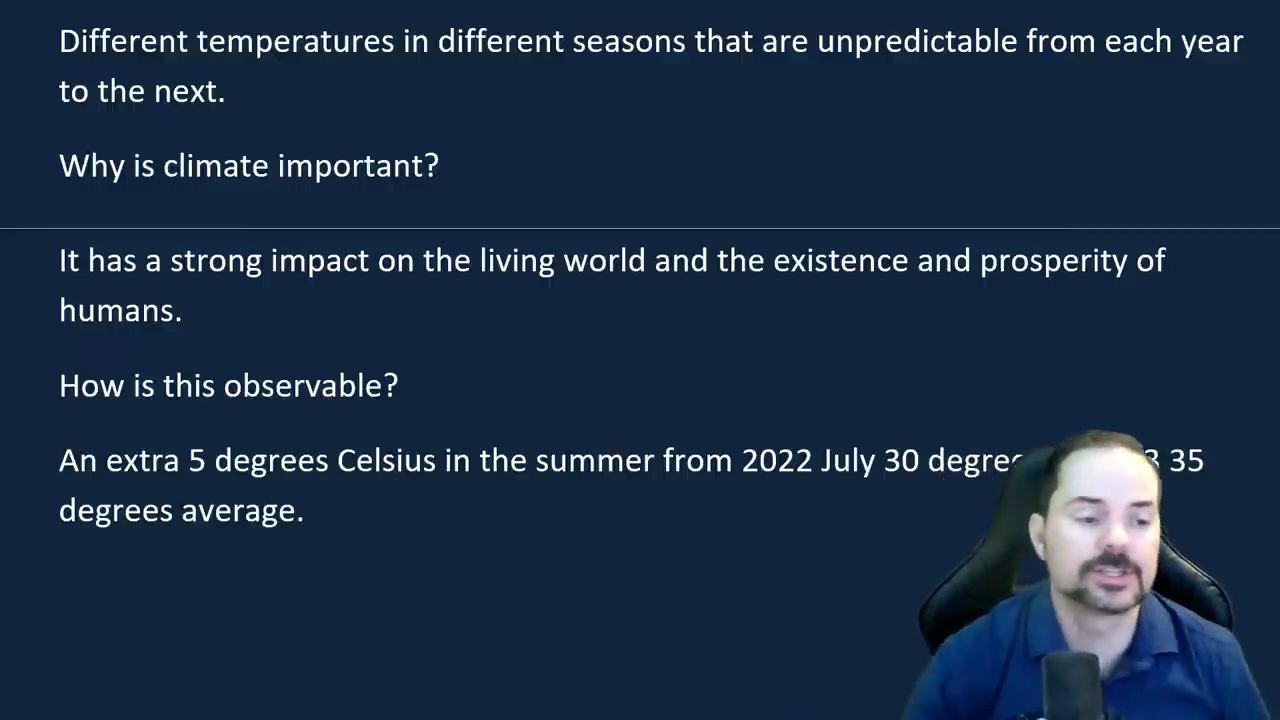 Different temperatures in different seasons that are unpredictable from each year
to the next.
Why is climate important?
It has a strong impact on the living world and the existence and prosperity of
humans.
How is this observable?
An extra 5 degrees Celsius in the summer from 2022 July 30 35
degrees average.